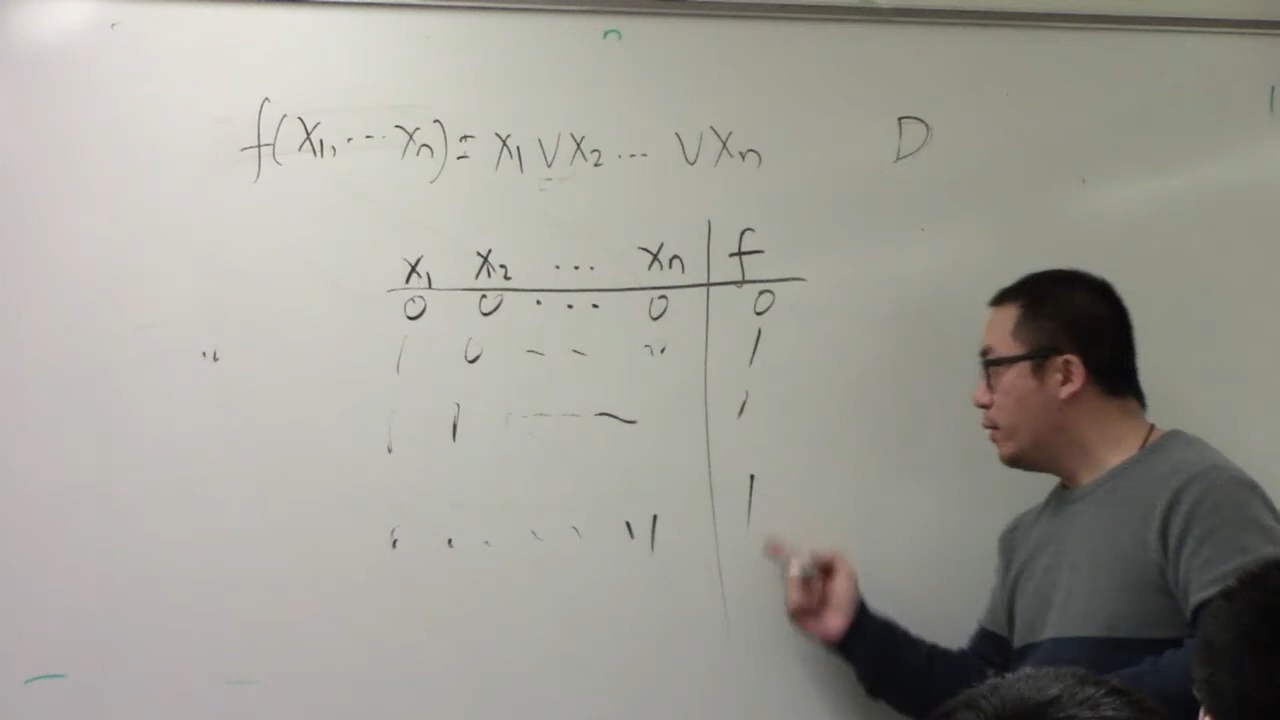 f(x1, ... xn) = x1 ∨ x2 ... ∨ xn D
x1 x2 ... xn f
0 0 ... 0 0
1 0 -- " 1
1 1 --- 1
..... 11 1